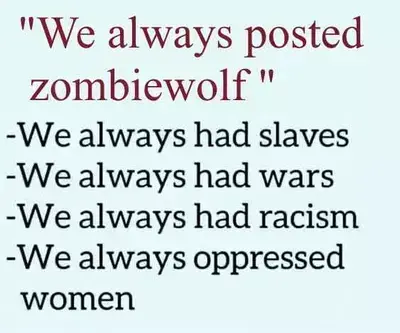 "We always posted
zombiewolf "
-We always had slaves
-We always had wars
-We always had racism
-We always oppressed
women